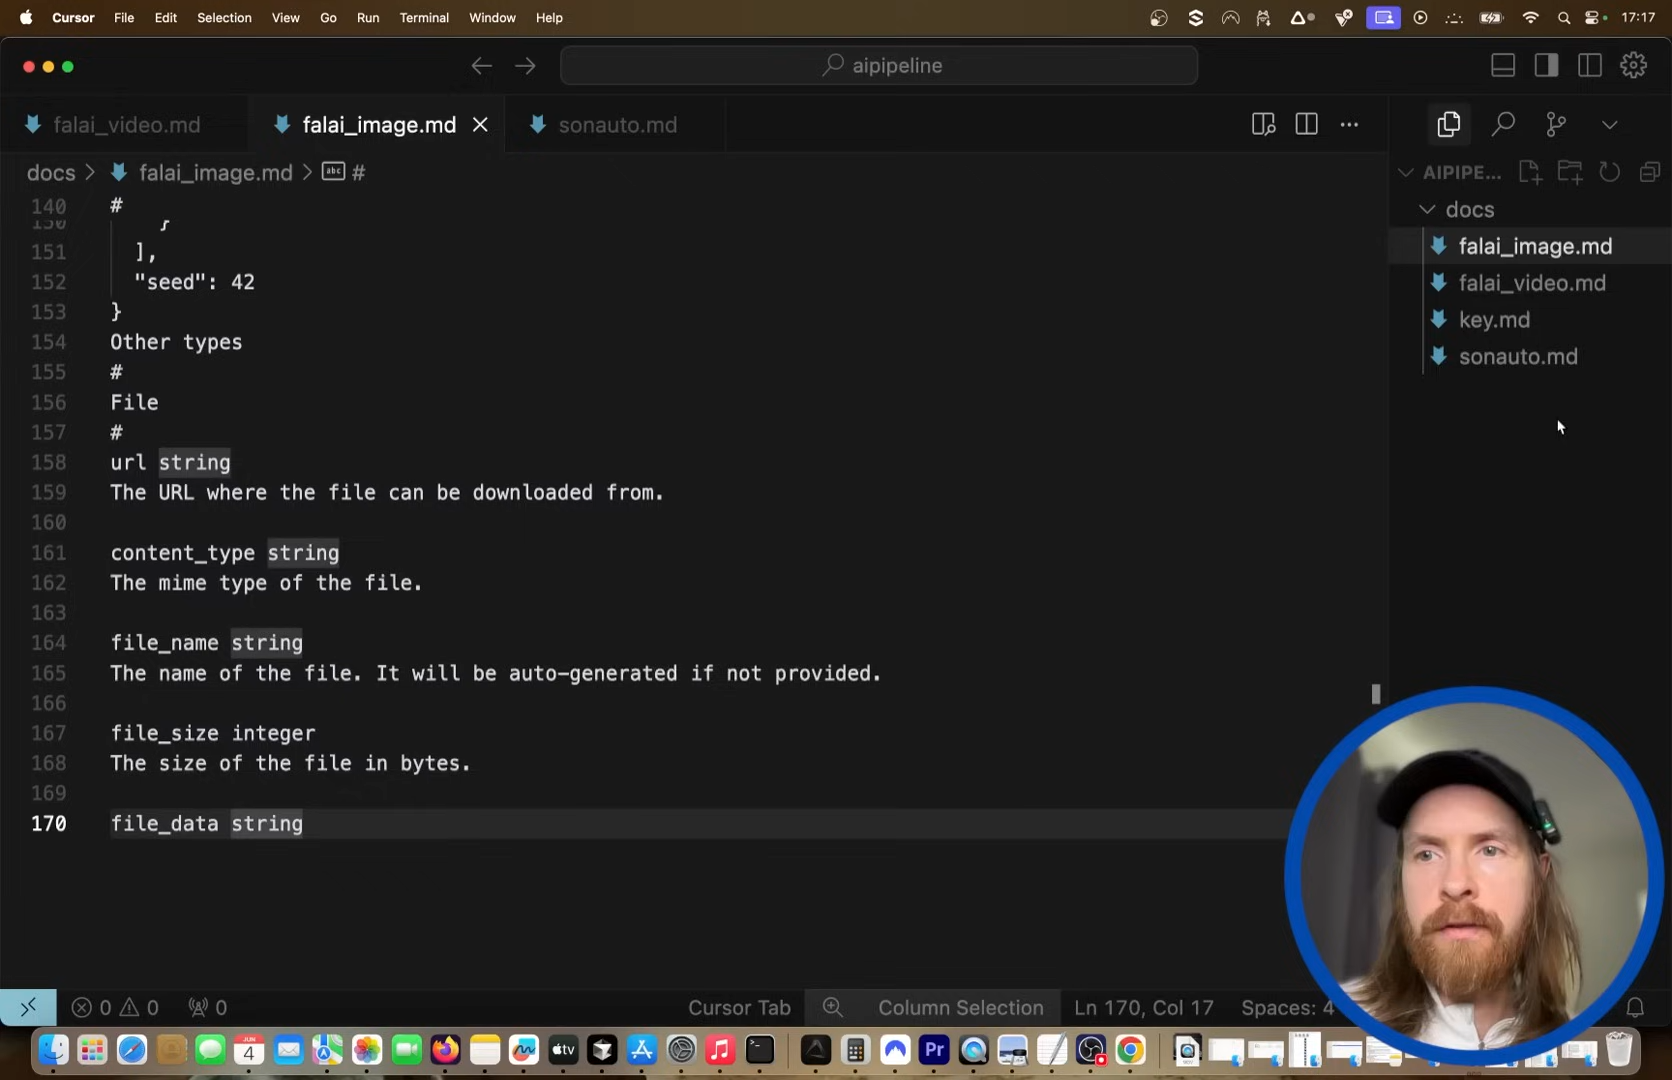 Cursor File Edit Selection View Go Run Terminal Window Help 17:17
aipipeline
falai_video.md falai_image.md sonauto.md
docs > falai_image.md > abc #
AIPIPE...
docs
falai_image.md
falai_video.md
key.md
sonauto.md
140 #
150 }
151 ],
152 "seed": 42
153 }
154 Other types
155 #
156 File
157 #
158 url string
159 The URL where the file can be downloaded from.
160
161 content_type string
162 The mime type of the file.
163
164 file_name string
165 The name of the file. It will be auto-generated if not provided.
166
167 file_size integer
168 The size of the file in bytes.
169
170 file_data string
0 0 0 Cursor Tab Column Selection Ln 170, Col 17 Spaces: 4
JUN
4
tv
Pr